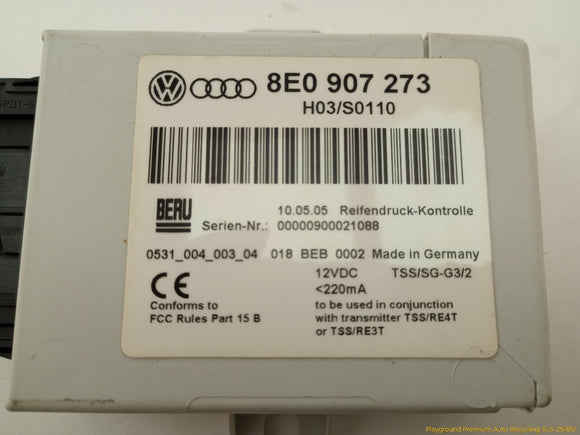 8E0 907 273
H03/S0110
BERU
10.05.05 Reifendruck-Kontrolle
Serien-Nr.: 00000900021088
0531_004_003_04 018 BEB 0002 Made in Germany
CE
12VDC TSS/SG-G3/2
<220mA
Conforms to
FCC Rules Part 15 B
to be used in conjunction
with transmitter TSS/RE4T
or TSS/RE3T
Playground Premium Auto Recycling